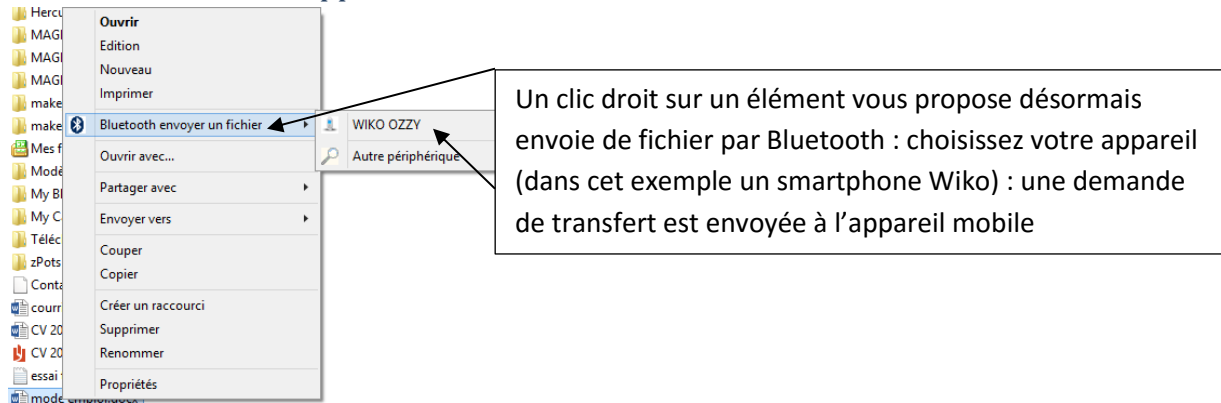 Hercu
MAGI
MAGI
MAGI
make
make
Mes f
Modè
My Bl
My C
Téléc
zPots
Conta
courr
CV 20
CV 20
essai
mode emploi.docx
Ouvrir
Edition
Nouveau
Imprimer
Bluetooth envoyer un fichier
Ouvrir avec...
Partager avec
Envoyer vers
Couper
Copier
Créer un raccourci
Supprimer
Renommer
Propriétés
WIKO OZZY
Autre périphérique
Un clic droit sur un élément vous propose désormais
envoie de fichier par Bluetooth : choisissez votre appareil
(dans cet exemple un smartphone Wiko) : une demande
de transfert est envoyée à l’appareil mobile